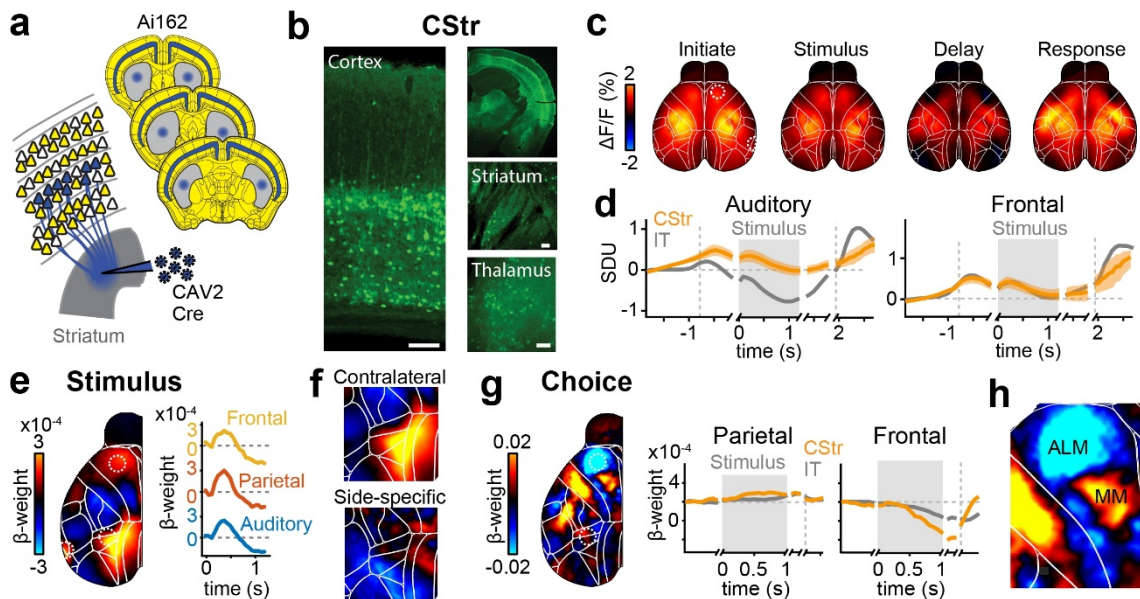 a
Ai162
CAV2
Cre
Striatum
b
CStr
Cortex
Striatum
Thalamus
c
Initiate
Stimulus
Delay
Response
2
ΔF/F (%)
-2
d
Auditory
Frontal
CStr
IT
Stimulus
SDU
1
0
-1
-1
0
1
2
time (s)
1
0
-1
0
1
2
time (s)
e
Stimulus
x10⁻⁴
3
β-weight
-3
x10⁻⁴
Frontal
3
0
Parietal
3
0
Auditory
3
0
β-weight
0
1
time (s)
f
Contralateral
Side-specific
g
Choice
0.02
β-weight
-0.02
x10⁻⁴
Parietal
Frontal
Stimulus
CStr
IT
4
0
β-weight
0
0.5
1
time (s)
0
0.5
1
time (s)
h
ALM
MM